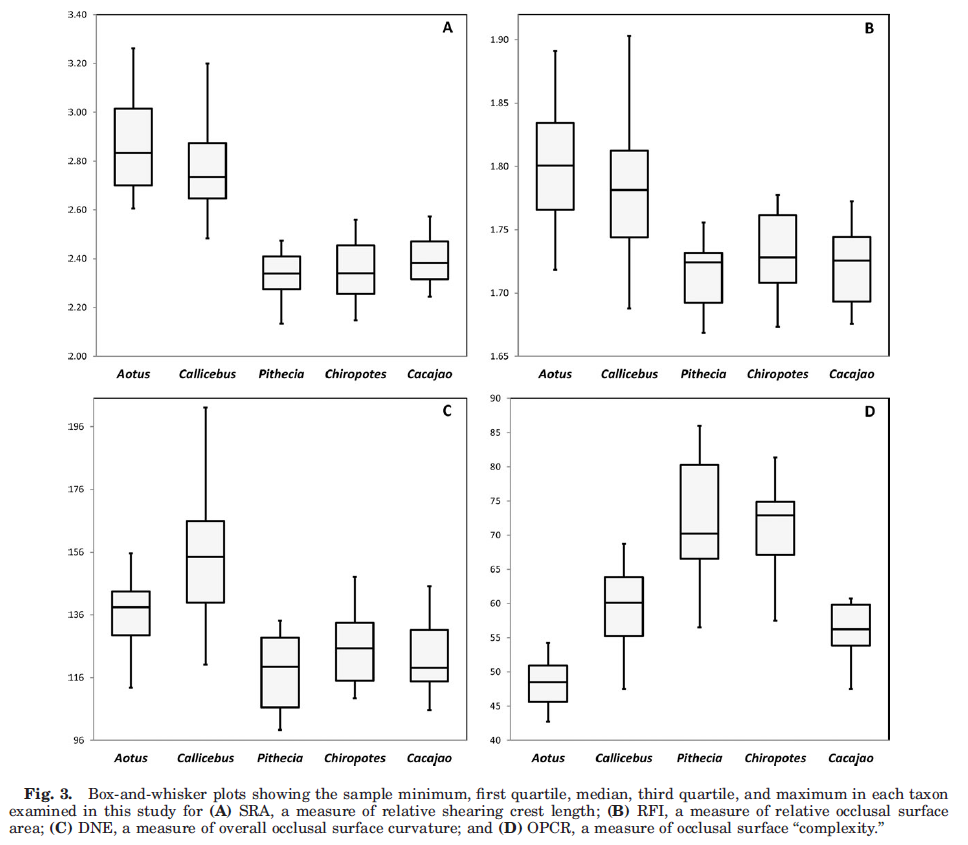 3.40
3.20
3.00
2.80
2.60
2.40
2.20
2.00
A
Aotus Callicebus Pithecia Chiropotes Cacajao
1.90
1.85
1.80
1.75
1.70
1.65
B
Aotus Callicebus Pithecia Chiropotes Cacajao
196
176
156
136
116
96
C
Aotus Callicebus Pithecia Chiropotes Cacajao
90
85
80
75
70
65
60
55
50
45
40
D
Aotus Callicebus Pithecia Chiropotes Cacajao
Fig. 3. Box-and-whisker plots showing the sample minimum, first quartile, median, third quartile, and maximum in each taxon
examined in this study for (A) SRA, a measure of relative shearing crest length; (B) RFI, a measure of relative occlusal surface
area; (C) DNE, a measure of overall occlusal surface curvature; and (D) OPCR, a measure of occlusal surface “complexity.”